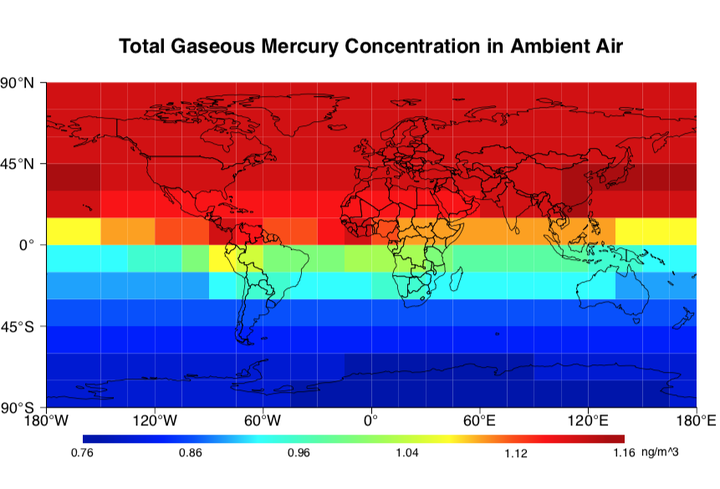 Total Gaseous Mercury Concentration in Ambient Air
90°N
45°N
0°
45°S
90°S
180°W 120°W 60°W 0° 60°E 120°E 180°E
0.76 0.86 0.96 1.04 1.12 1.16 ng/m^3